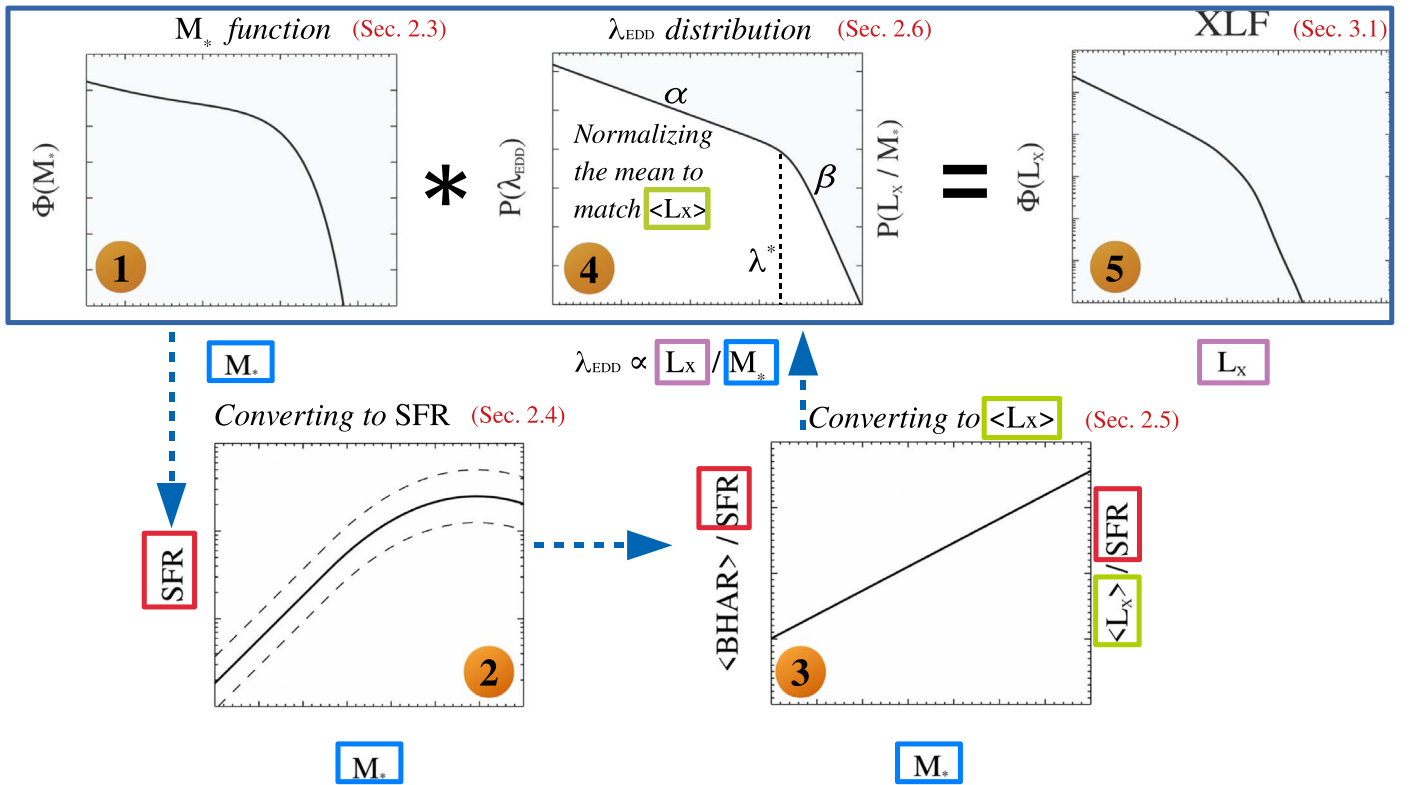 M* function (Sec. 2.3)
λEDD distribution (Sec. 2.6)
XLF (Sec. 3.1)
Φ(M*)
1
*
P(λEDD)
α
Normalizing
the mean to
match <Lx>
β
λ*
4
P(Lx / M*)
=
Φ(Lx)
5
M*
λEDD ∝ Lx / M*
Lx
Converting to SFR (Sec. 2.4)
SFR
2
M*
Converting to <Lx> (Sec. 2.5)
<BHAR> / SFR
3
<Lx> / SFR
M*